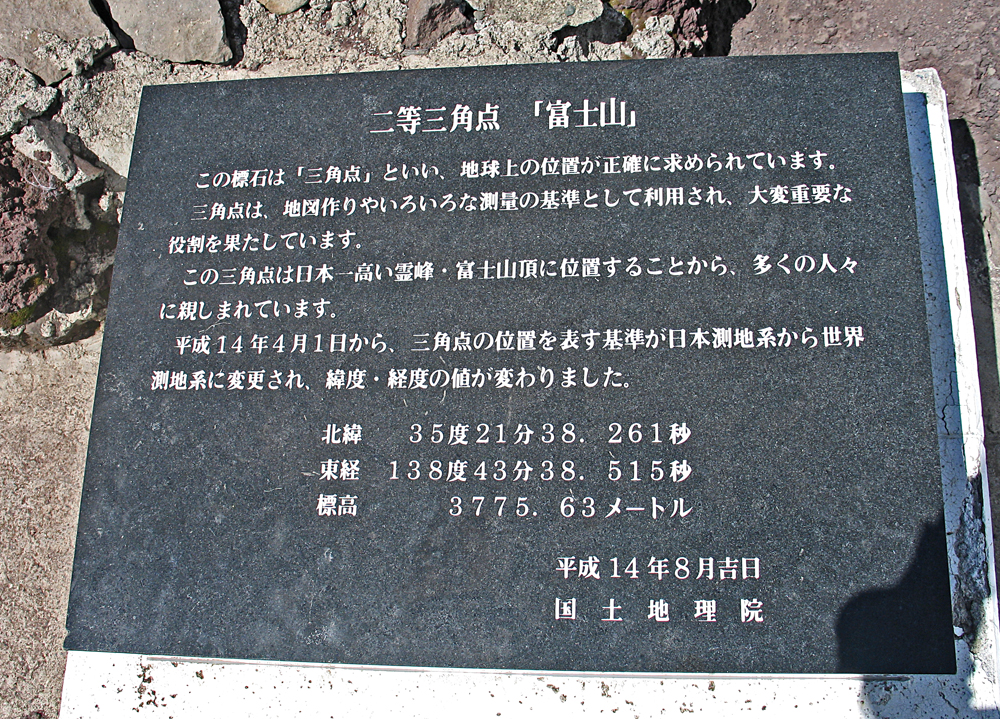 二等三角点 「富士山」
この標石は「三角点」といい、地球上の位置が正確に求められています。
三角点は、地図作りやいろいろな測量の基準として利用され、大変重要な
役割を果たしています。
この三角点は日本一高い霊峰・富士山頂に位置することから、多くの人々
に親しまれています。
平成14年4月1日から、三角点の位置を表す基準が日本測地系から世界
測地系に変更され、緯度・経度の値が変わりました。
北緯 35度21分38．261秒
東経 138度43分38．515秒
標高 3775．63メートル
平成14年8月吉日
国土地理院